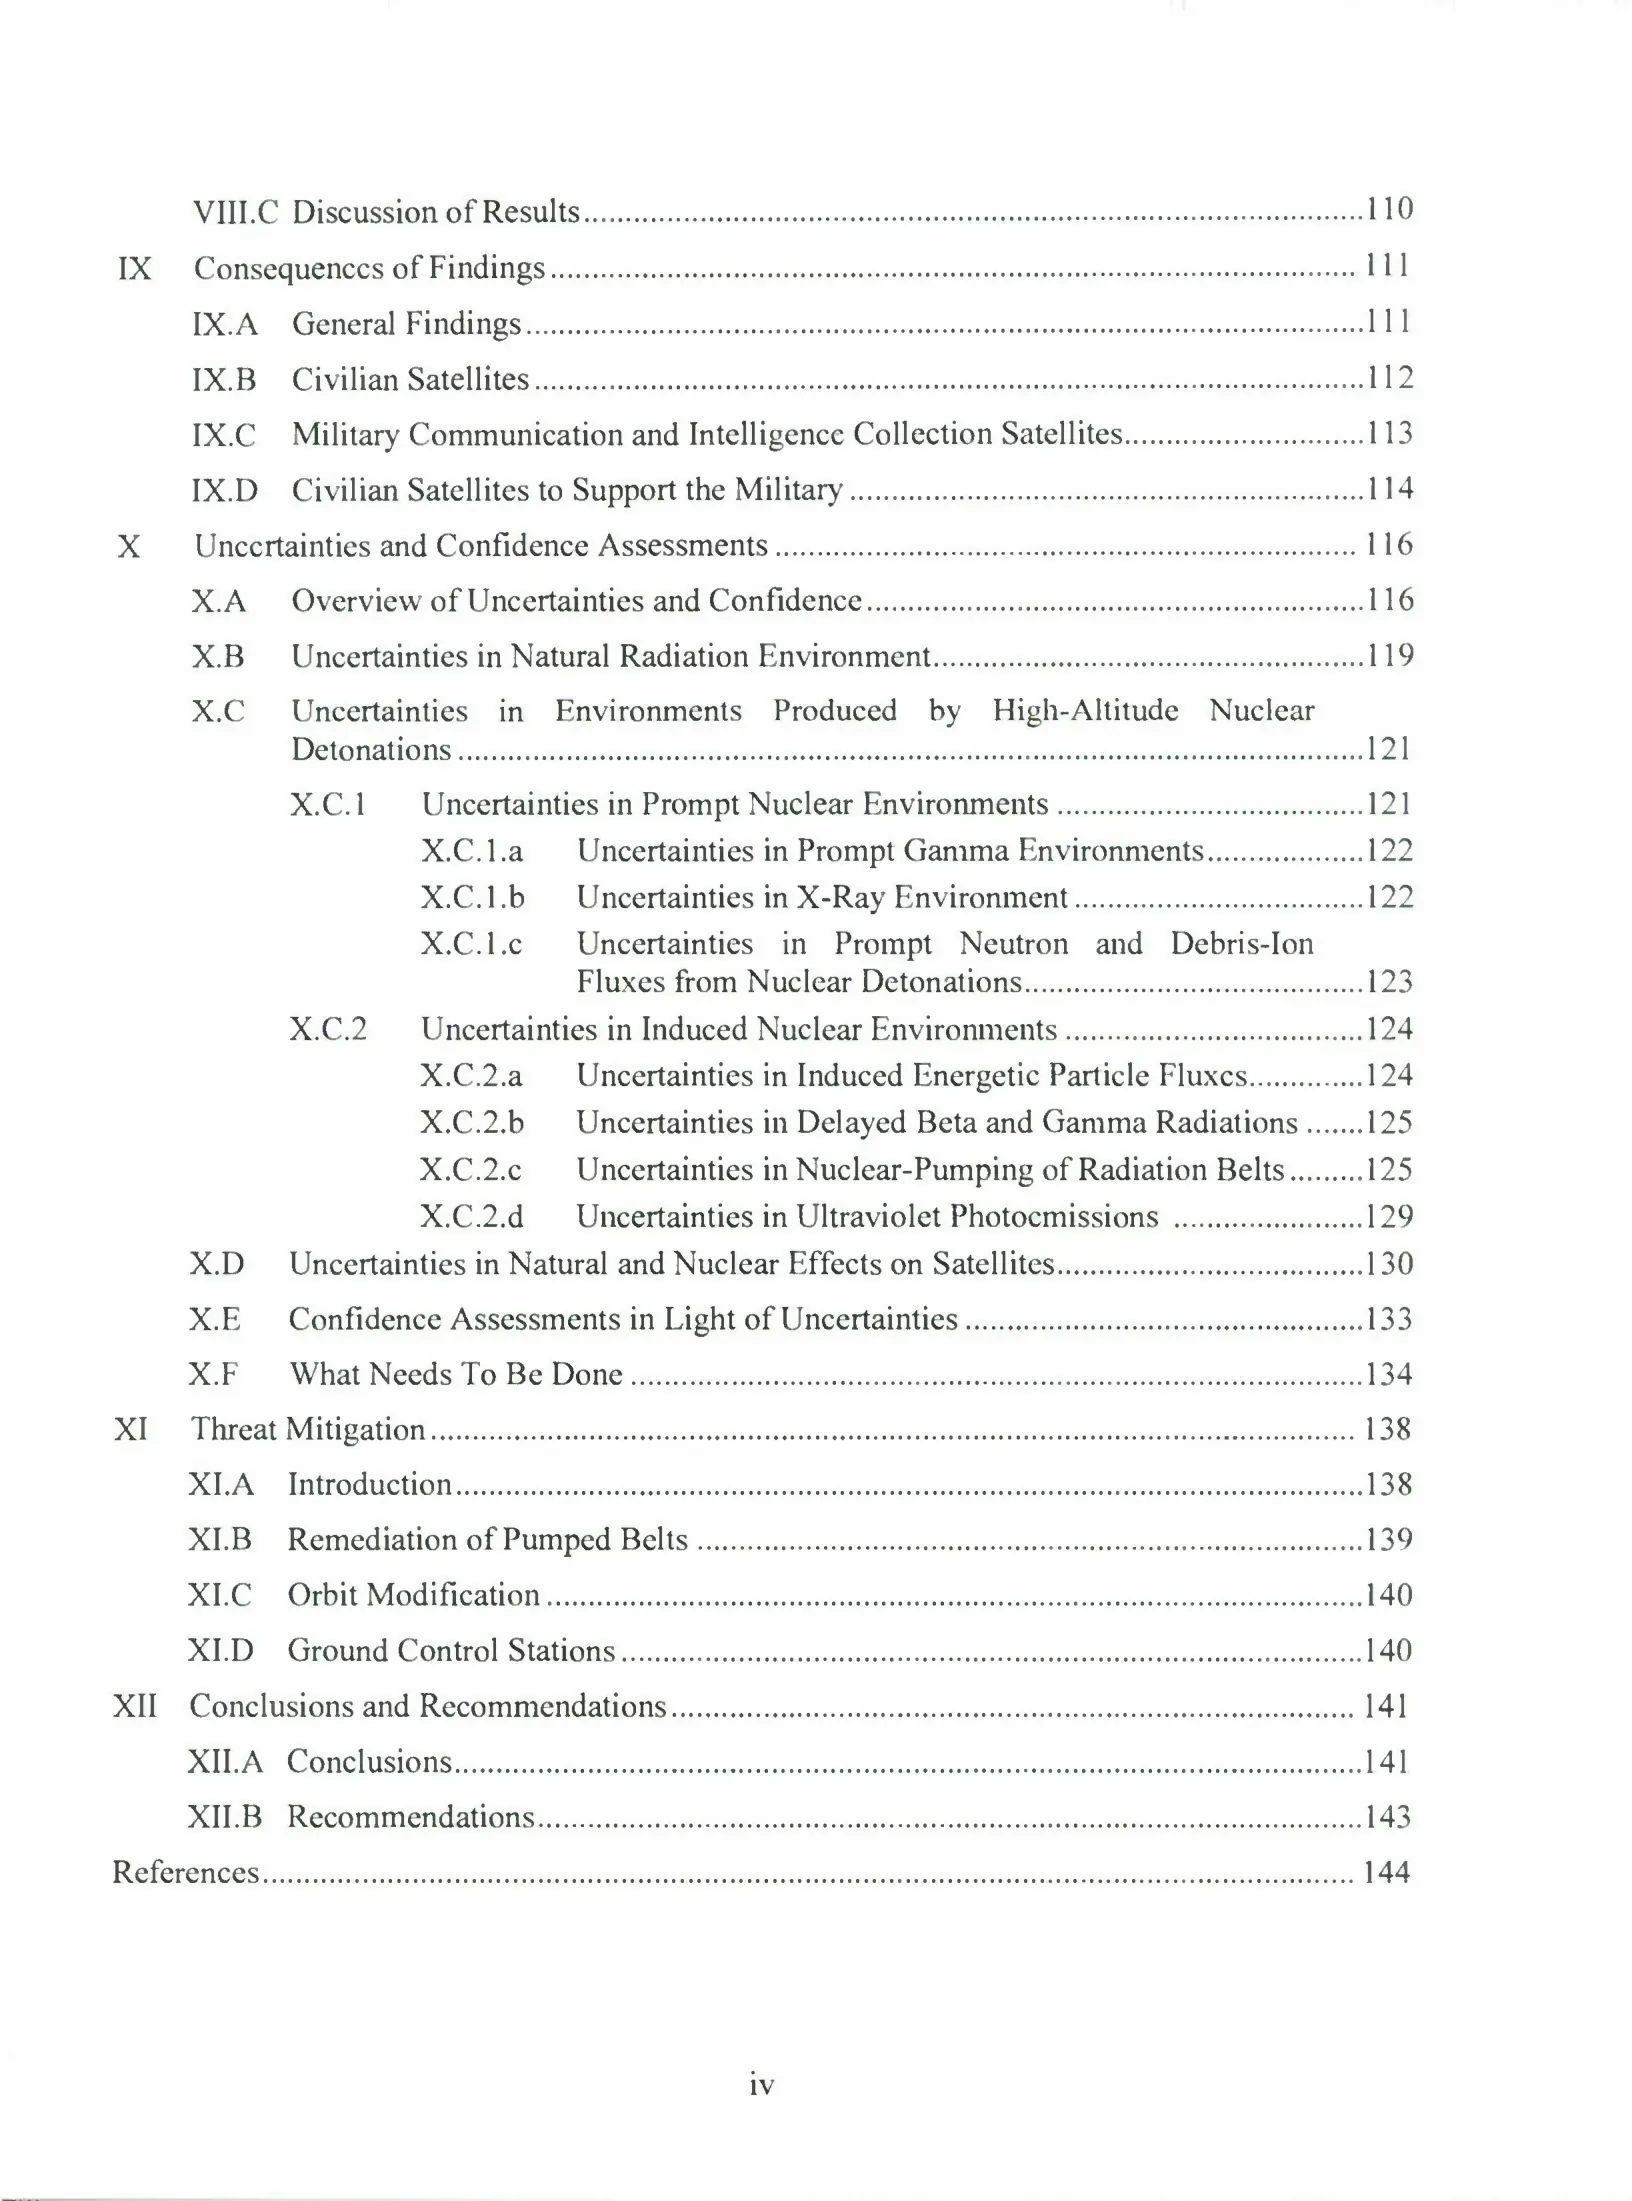 VIII.C Discussion of Results..........110
IX Consequences of Findings.......... 111
IX.A General Findings..........111
IX.B Civilian Satellites..........112
IX.C Military Communication and Intelligence Collection Satellites..........113
IX.D Civilian Satellites to Support the Military..........114
X Uncertainties and Confidence Assessments.......... 116
X.A Overview of Uncertainties and Confidence..........116
X.B Uncertainties in Natural Radiation Environment..........119
X.C Uncertainties in Environments Produced by High-Altitude Nuclear
Detonations..........121
X.C.1 Uncertainties in Prompt Nuclear Environments..........121
X.C.1.a Uncertainties in Prompt Gamma Environments..........122
X.C.1.b Uncertainties in X-Ray Environment..........122
X.C.1.c Uncertainties in Prompt Neutron and Debris-Ion
Fluxes from Nuclear Detonations..........123
X.C.2 Uncertainties in Induced Nuclear Environments..........124
X.C.2.a Uncertainties in Induced Energetic Particle Fluxes..........124
X.C.2.b Uncertainties in Delayed Beta and Gamma Radiations.......125
X.C.2.c Uncertainties in Nuclear-Pumping of Radiation Belts.........125
X.C.2.d Uncertainties in Ultraviolet Photoemissions..........129
X.D Uncertainties in Natural and Nuclear Effects on Satellites..........130
X.E Confidence Assessments in Light of Uncertainties..........133
X.F What Needs To Be Done..........134
XI Threat Mitigation.......... 138
XI.A Introduction..........138
XI.B Remediation of Pumped Belts..........139
XI.C Orbit Modification..........140
XI.D Ground Control Stations..........140
XII Conclusions and Recommendations.......... 141
XII.A Conclusions..........141
XII.B Recommendations..........143
References.......... 144
iv